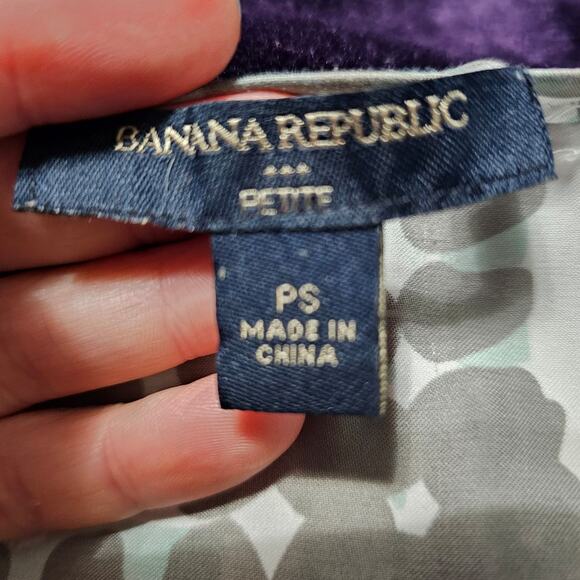 BANANA REPUBLIC
PETITE
PS
MADE IN
CHINA